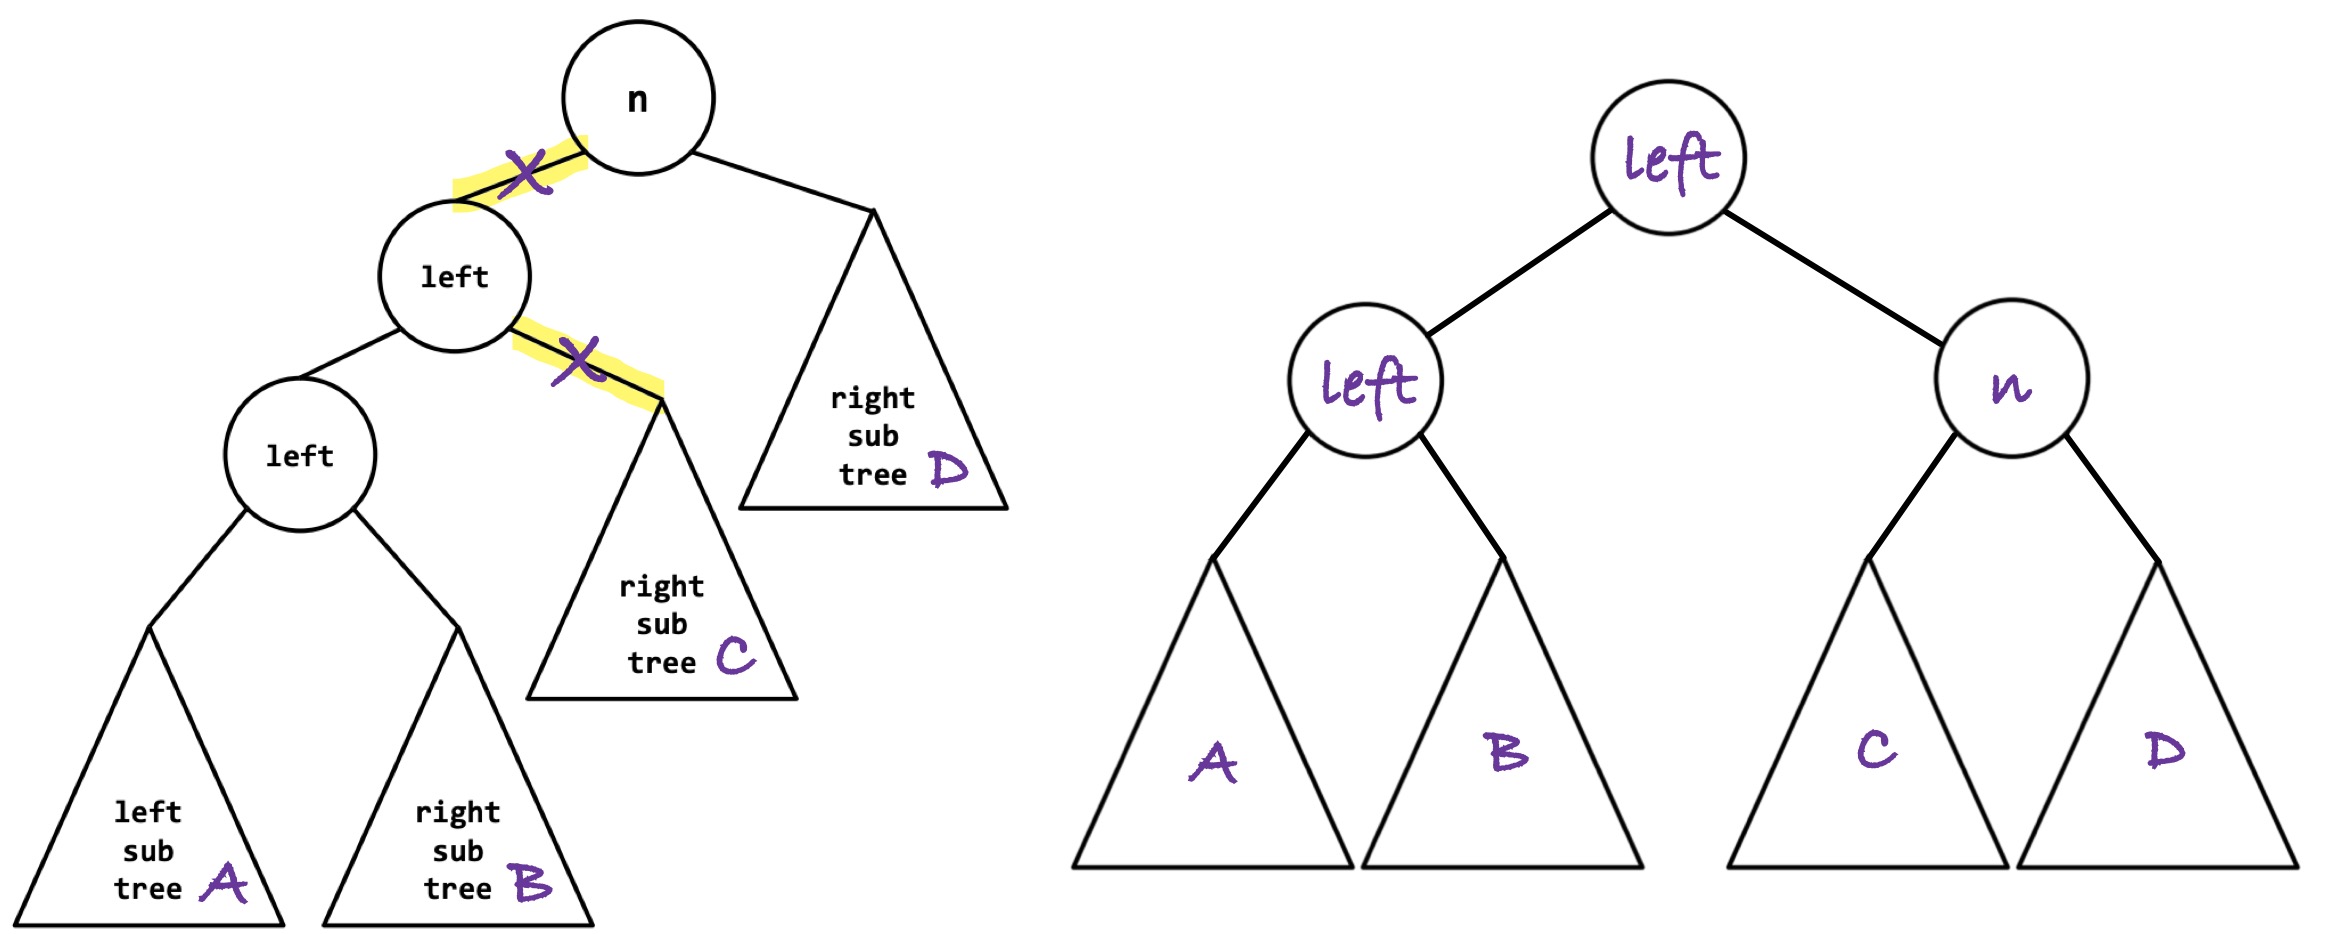 n
X
left
X
left
right
sub
tree D
right
sub
tree C
left
sub
tree A
right
sub
tree B
left
left
n
A
B
C
D